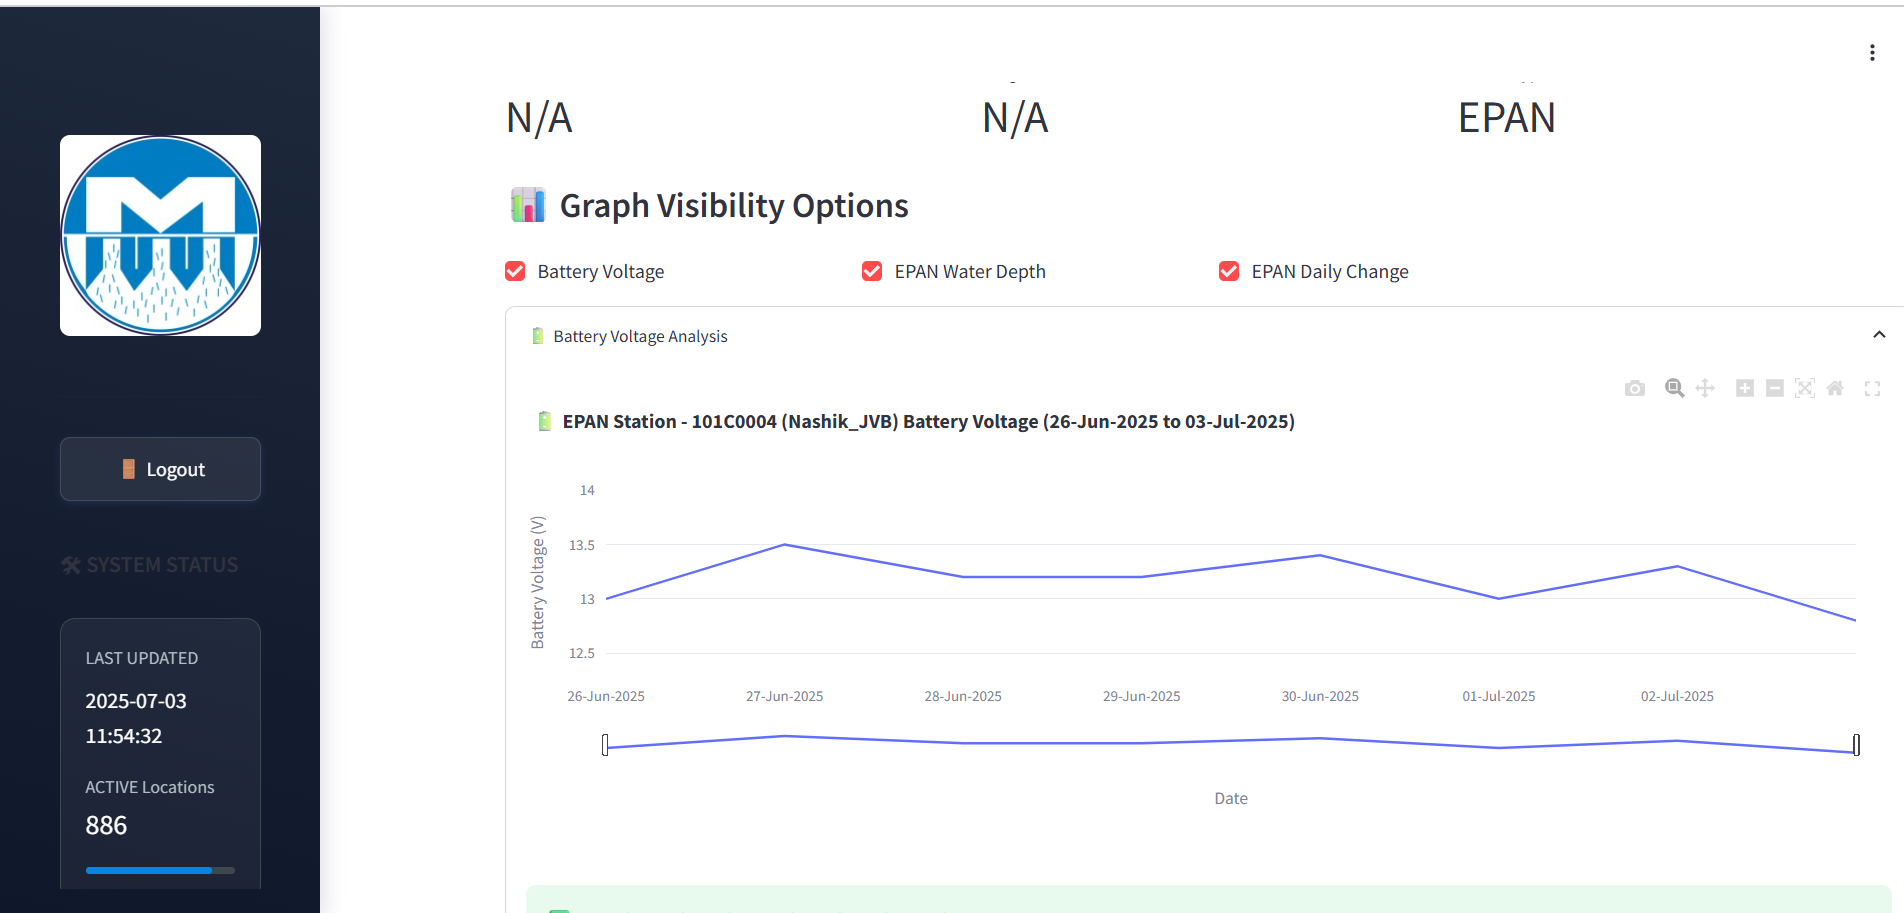 N/A
N/A
EPAN
Graph Visibility Options
Battery Voltage
EPAN Water Depth
EPAN Daily Change
Battery Voltage Analysis
EPAN Station - 101C0004 (Nashik_JVB) Battery Voltage (26-Jun-2025 to 03-Jul-2025)
Battery Voltage (V)
14
13.5
13
12.5
26-Jun-2025
27-Jun-2025
28-Jun-2025
29-Jun-2025
30-Jun-2025
01-Jul-2025
02-Jul-2025
Date
Logout
SYSTEM STATUS
LAST UPDATED
2025-07-03
11:54:32
ACTIVE Locations
886